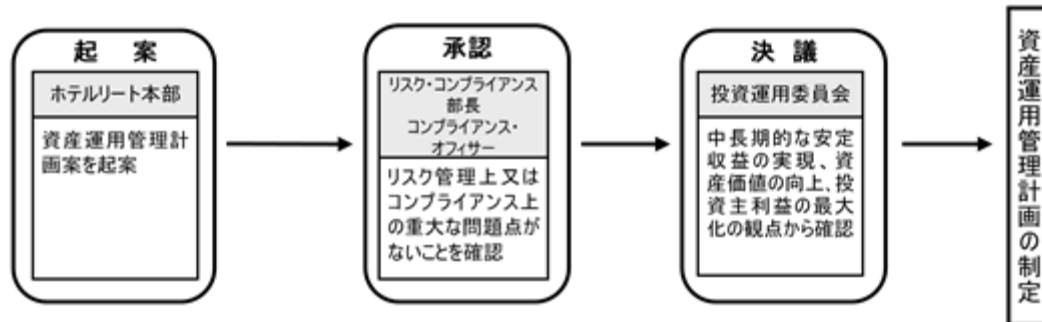 起　案
ホテルリート本部
資産運用管理計
画案を起案
承認
リスク・コンプライアンス
部長
コンプライアンス・
オフィサー
リスク管理上又は
コンプライアンス上
の重大な問題点が
ないことを確認
決 議
投資運用委員会
中長期的な安定
収益の実現、資
産価値の向上、投
資主利益の最大
化の観点から確認
資産運用管理計画の制定